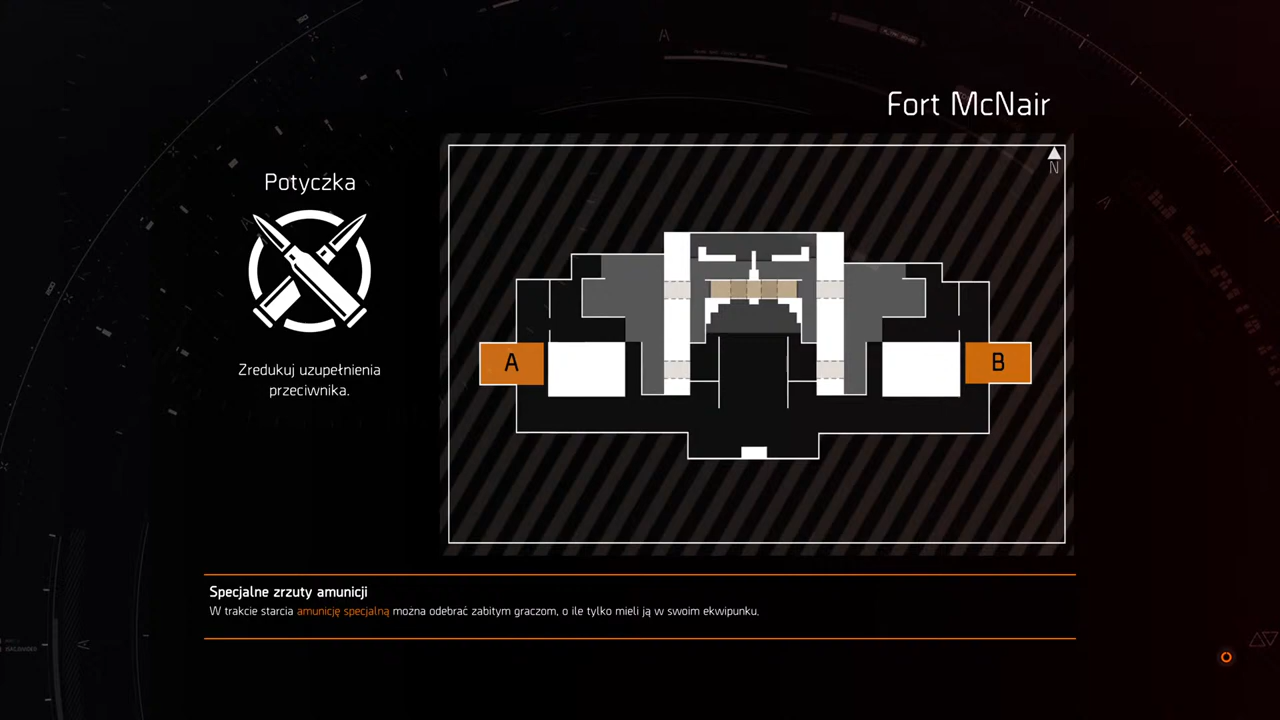 Fort McNair
N
Potyczka
Zredukuj uzupełnienia
przeciwnika.
A
B
Specjalne zrzuty amunicji
W trakcie starcia amunicję specjalną można odebrać zabitym graczom, o ile tylko mieli ją w swoim ekwipunku.